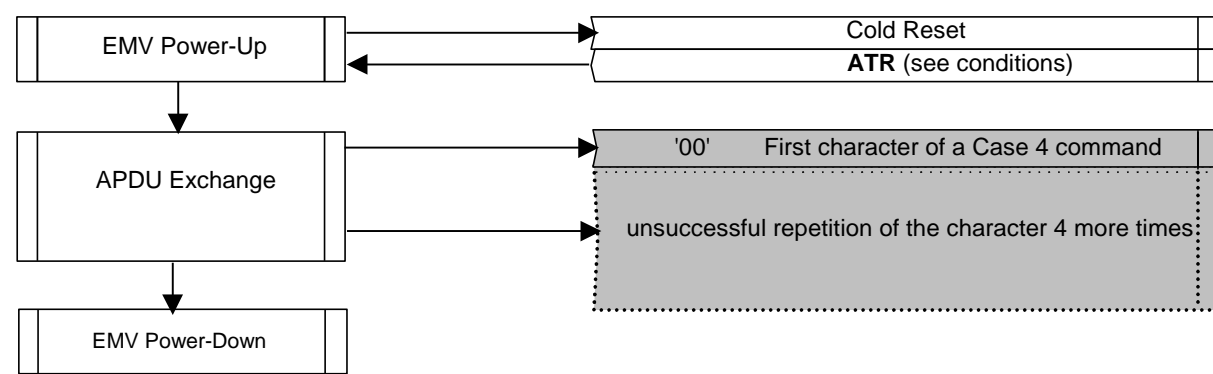 EMV Power-Up
Cold Reset
ATR (see conditions)
APDU Exchange
'00' First character of a Case 4 command
unsuccessful repetition of the character 4 more times
EMV Power-Down